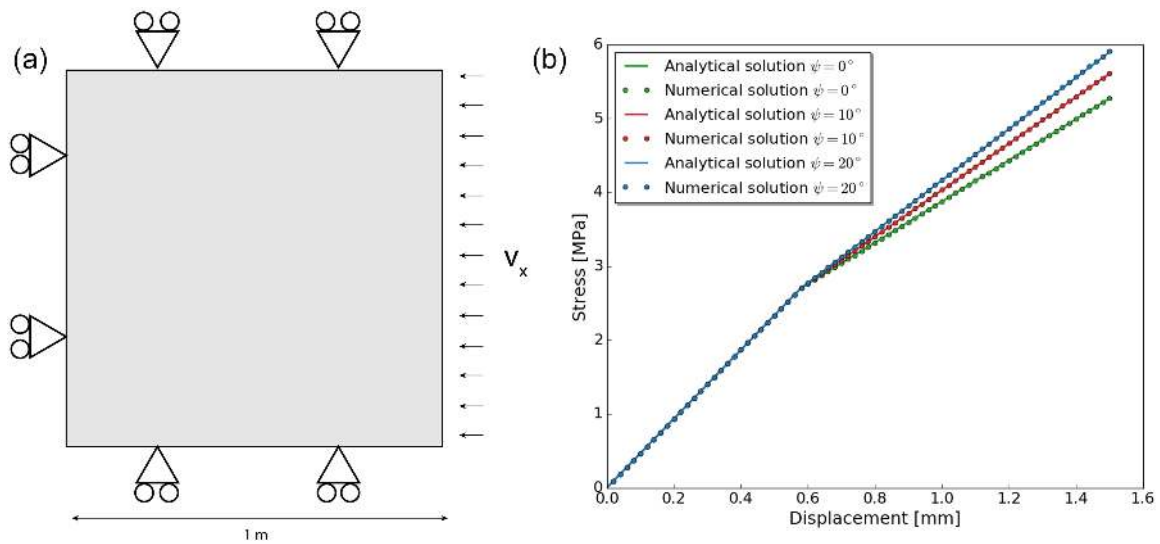 (a)
V_x
1 m
(b)
Stress [MPa]
6
5
4
3
2
1
0
Analytical solution ψ = 0°
Numerical solution ψ = 0°
Analytical solution ψ = 10°
Numerical solution ψ = 10°
Analytical solution ψ = 20°
Numerical solution ψ = 20°
0.0 0.2 0.4 0.6 0.8 1.0 1.2 1.4 1.6
Displacement [mm]